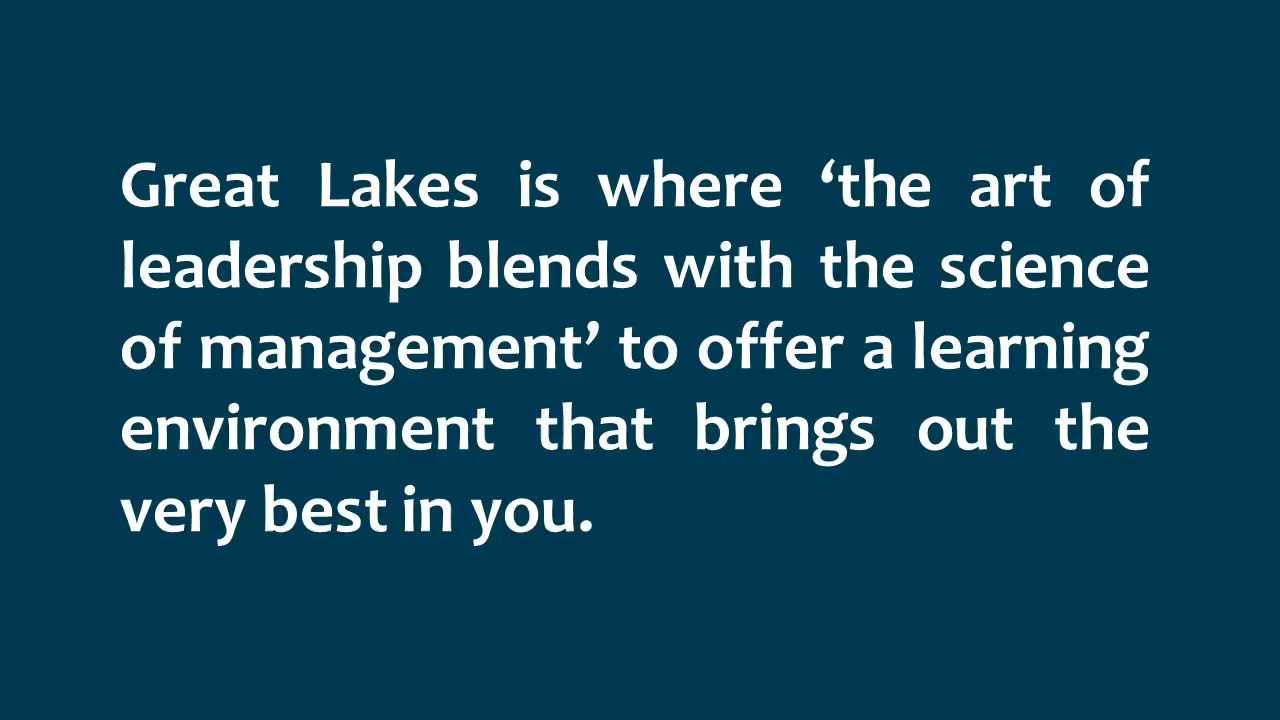 Great Lakes is where ‘the art of
leadership blends with the science
of management’ to offer a learning
environment that brings out the
very best in you.